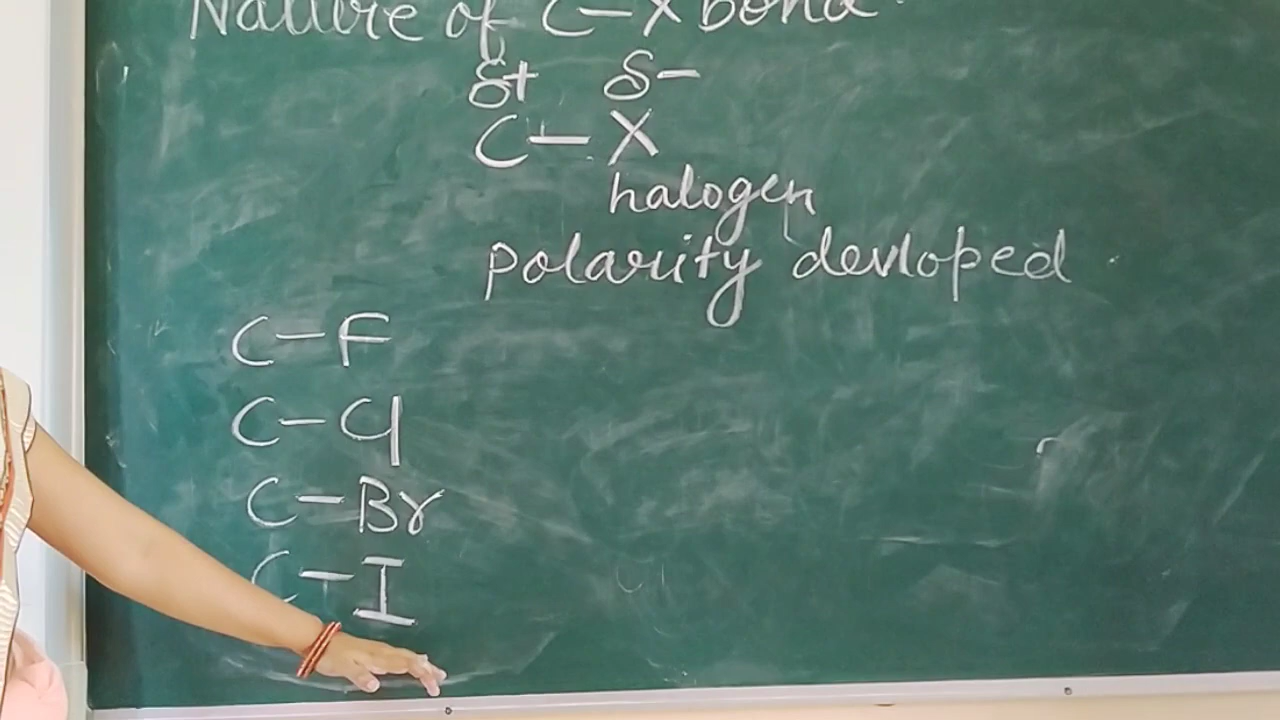 Nature of C-X bond
δ+ δ-
C-X
halogen
polarity devloped
C-F
C-Cl
C-Br
C-I